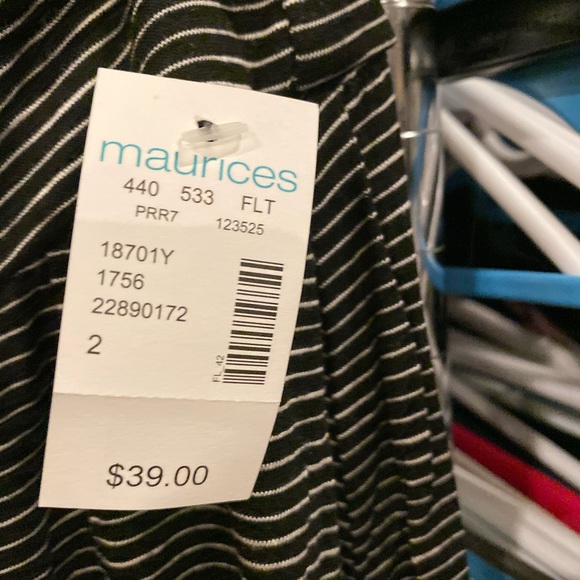 maurices
440 533 FLT
PRR7 123525
18701Y
1756
22890172
2
FL 42
$39.00